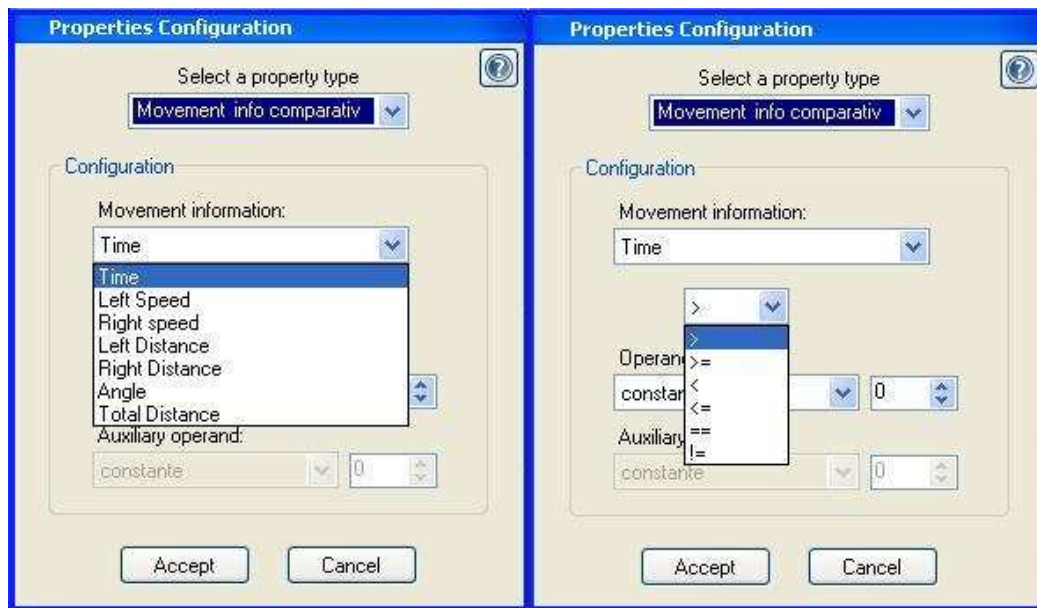 Properties Configuration
Select a property type
Movement info comparativ
Configuration
Movement information:
Time
Time
Left Speed
Right speed
Left Distance
Right Distance
Angle
Total Distance
Auxiliary operand:
constante 0
Accept Cancel
Properties Configuration
Select a property type
Movement info comparativ
Configuration
Movement information:
Time
>
>
>=
<
<=
==
!=
Operan
constan 0
Auxiliary
constante 0
Accept Cancel